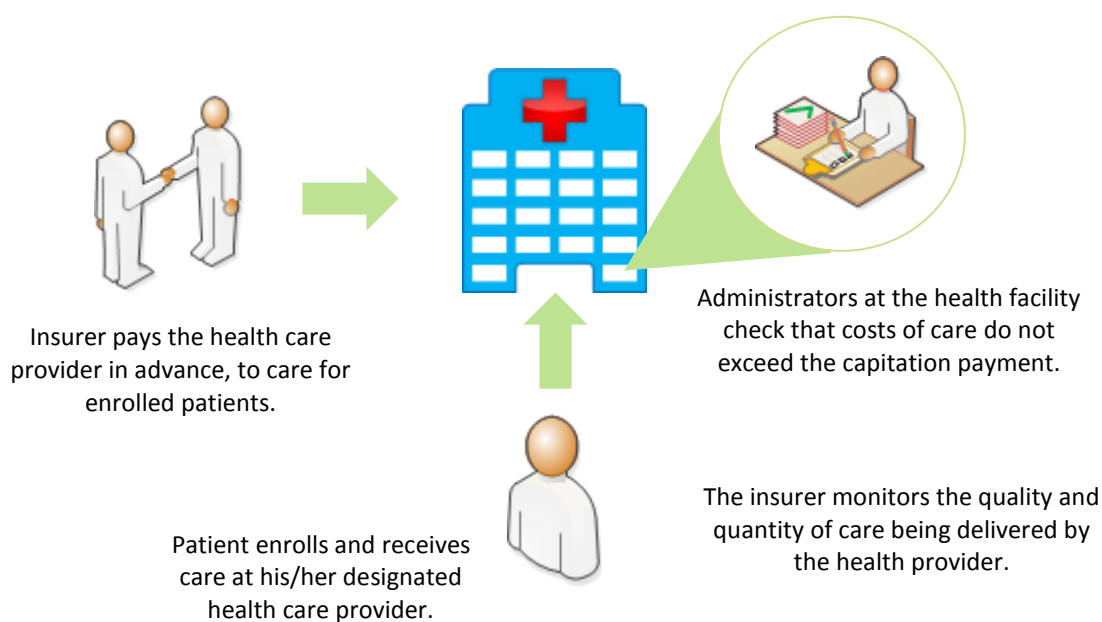 Insurer pays the health care
provider in advance, to care for
enrolled patients.
Administrators at the health facility
check that costs of care do not
exceed the capitation payment.
Patient enrolls and receives
care at his/her designated
health care provider.
The insurer monitors the quality and
quantity of care being delivered by
the health provider.